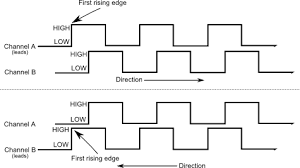 First rising edge
HIGH
Channel A
LOW
(leads)
HIGH
Channel B
LOW
Direction
HIGH
Channel A
LOW
HIGH
Channel B
LOW
(leads)
First rising edge
Direction